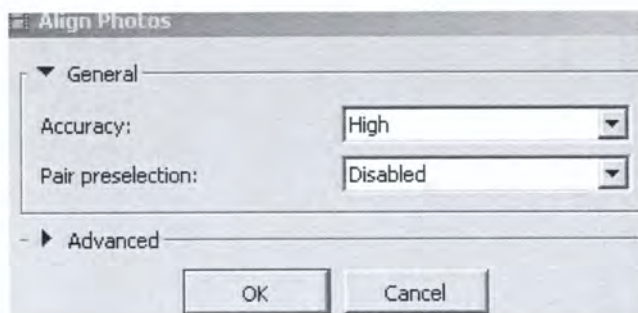 Align Photos
General
Accuracy: High
Pair preselection: Disabled
Advanced
OK Cancel